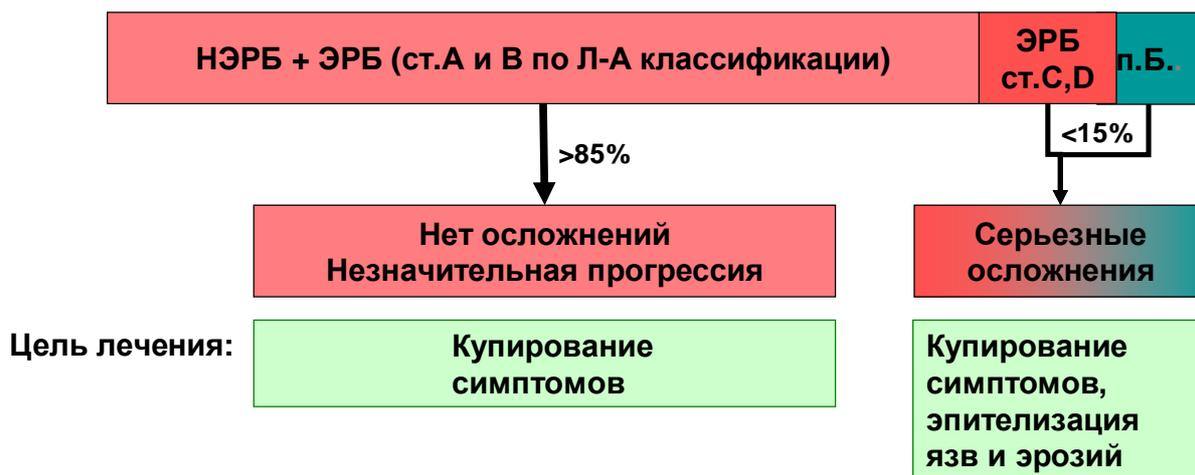 НЭРБ + ЭРБ (ст.А и В по Л-А классификации)
ЭРБ
ст.С,D
п.Б..
>85%
<15%
Нет осложнений
Незначительная прогрессия
Серьезные
осложнения
Цель лечения:
Купирование
симптомов
Купирование
симптомов,
эпителизация
язв и эрозий